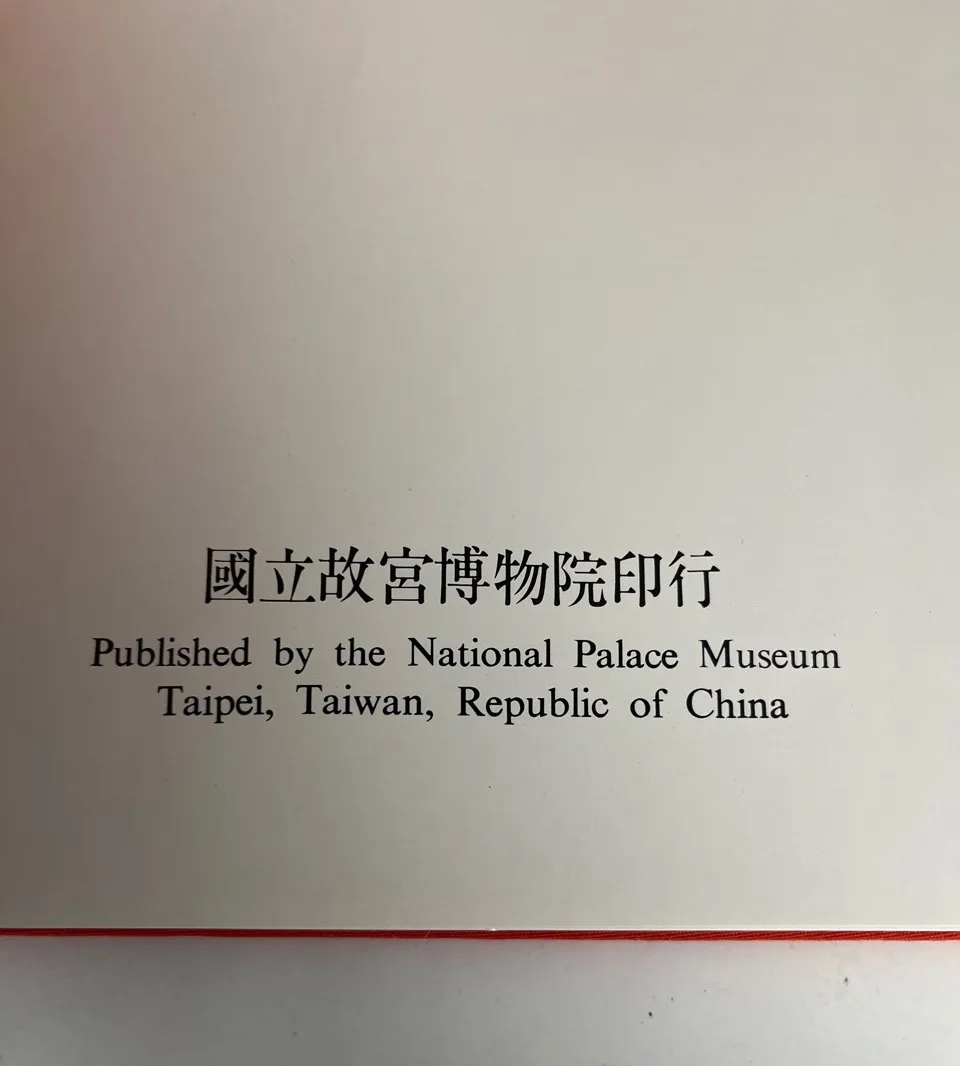 國立故宮博物院印行
Published by the National Palace Museum
Taipei, Taiwan, Republic of China